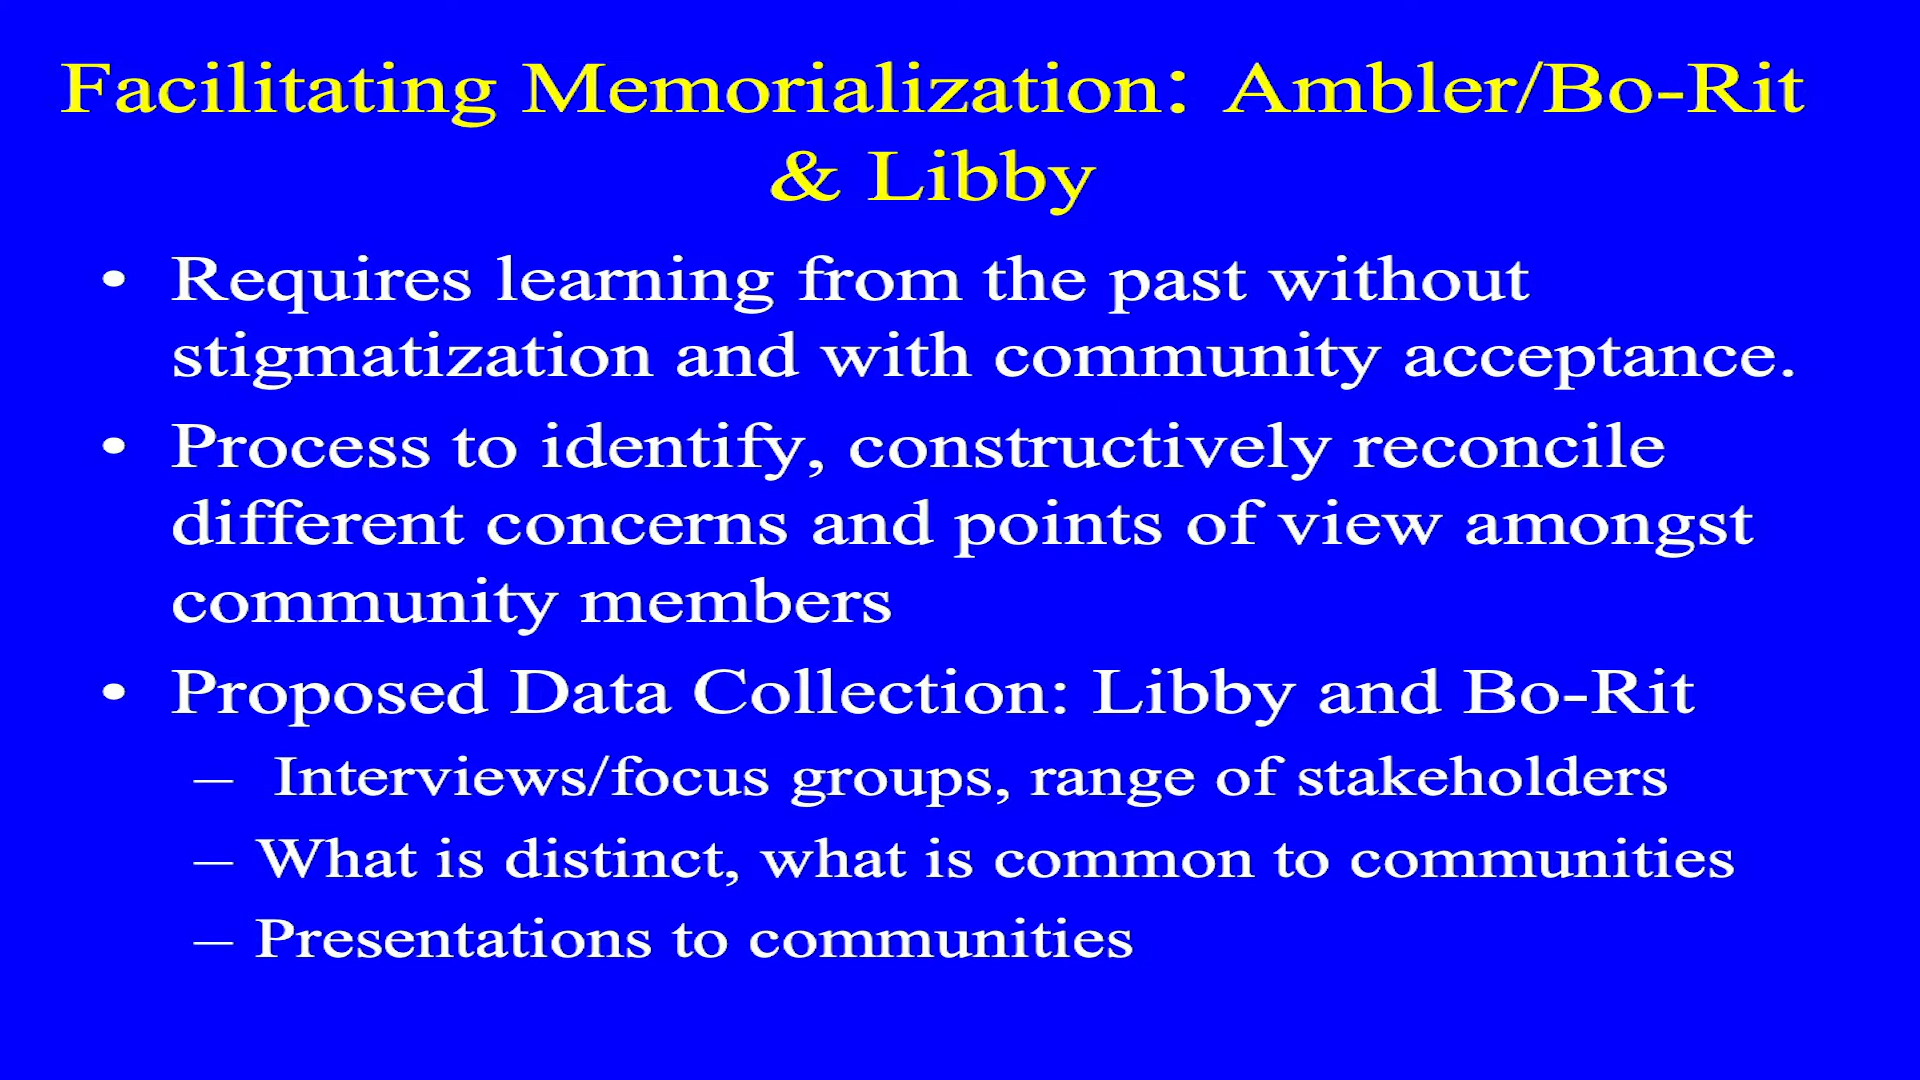 Facilitating Memorialization: Ambler/Bo-Rit
& Libby
• Requires learning from the past without
stigmatization and with community acceptance.
• Process to identify, constructively reconcile
different concerns and points of view amongst
community members
• Proposed Data Collection: Libby and Bo-Rit
– Interviews/focus groups, range of stakeholders
– What is distinct, what is common to communities
– Presentations to communities